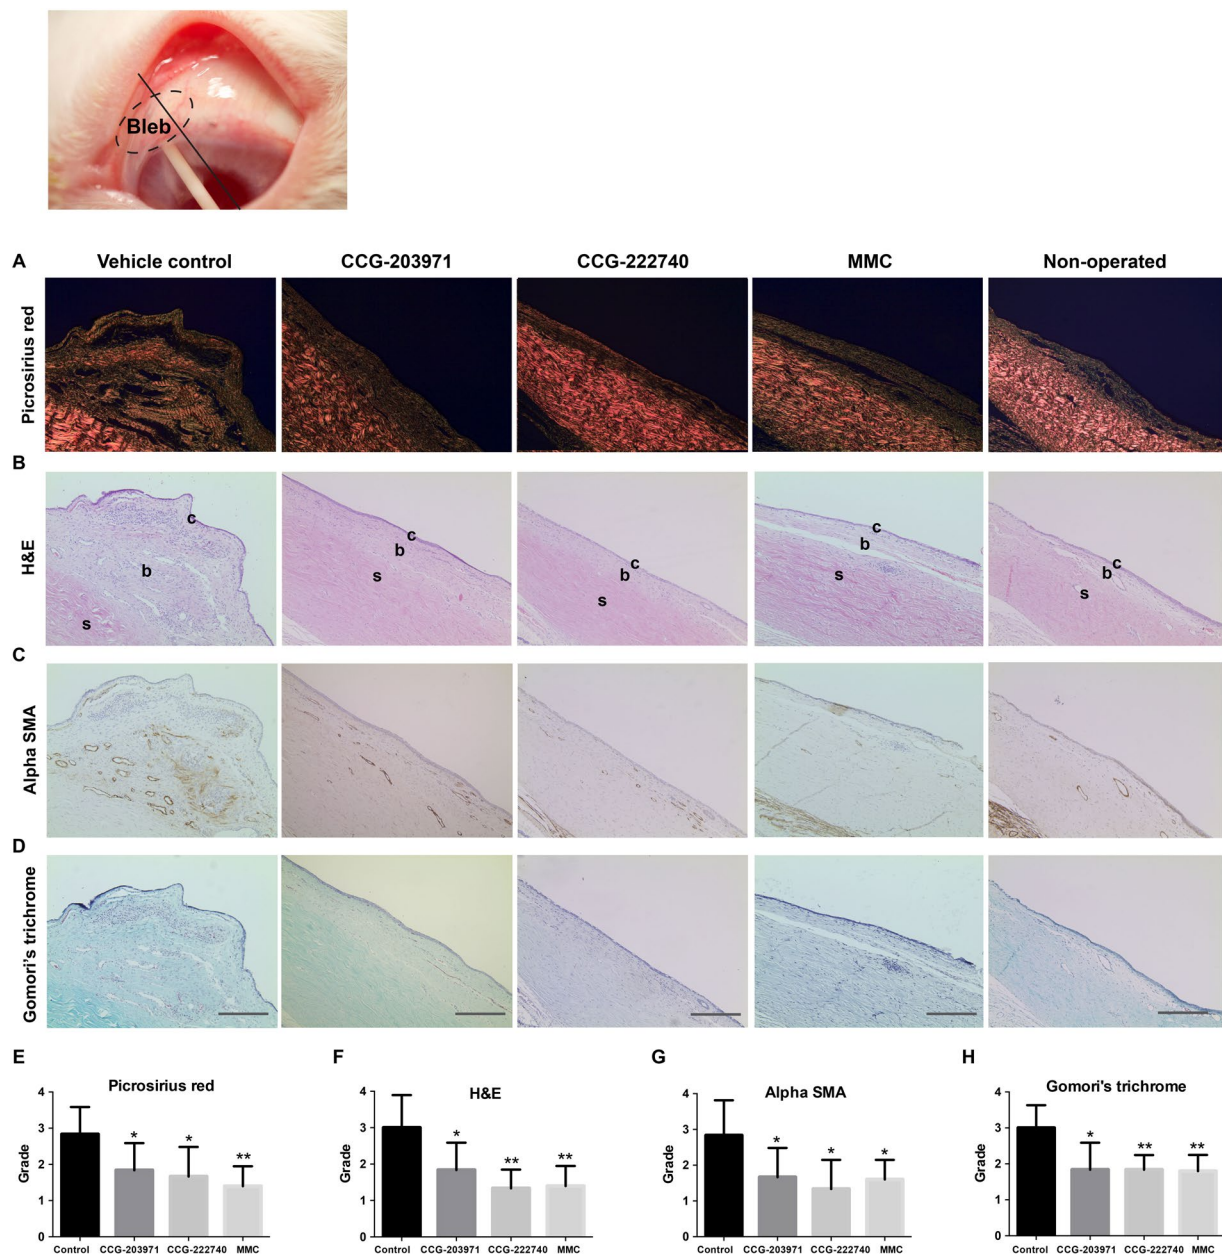 Bleb
A
Vehicle control
CCG-203971
CCG-222740
MMC
Non-operated
Picrosirius red
B
H&E
c
b
s
c
b
s
c
b
s
c
b
s
c
b
s
C
Alpha SMA
D
Gomori's trichrome
E
Picrosirius red
Grade
4
3
2
1
0
*
*
**
Control
CCG-203971
CCG-222740
MMC
F
H&E
Grade
4
3
2
1
0
*
**
**
Control
CCG-203971
CCG-222740
MMC
G
Alpha SMA
Grade
4
3
2
1
0
*
*
*
Control
CCG-203971
CCG-222740
MMC
H
Gomori's trichrome
Grade
4
3
2
1
0
*
**
**
Control
CCG-203971
CCG-222740
MMC